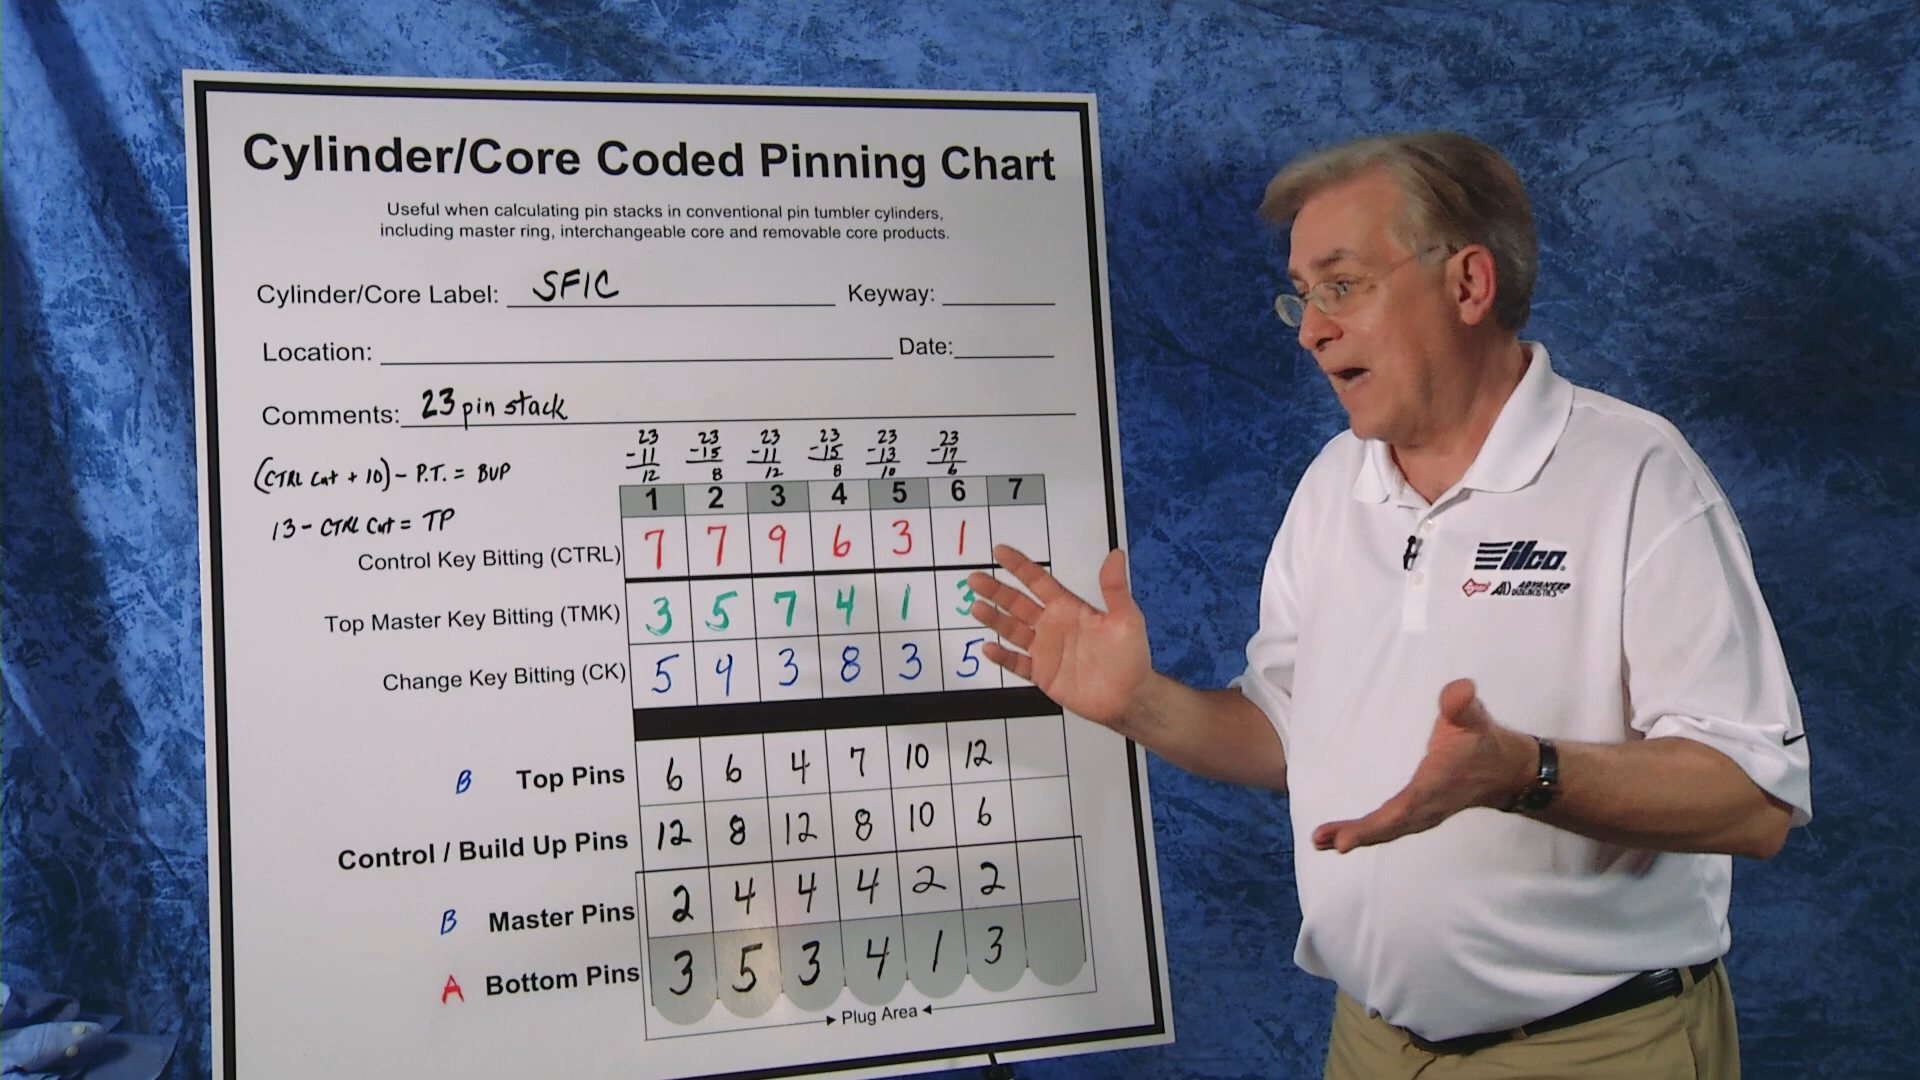 Cylinder/Core Coded Pinning Chart
Useful when calculating pin stacks in conventional pin tumbler cylinders,
including master ring, interchangeable core and removable core products.
Cylinder/Core Label: SFIC Keyway:
Location: Date:
Comments: 23 pin stack
23 23 23 23 23 23
-11 -15 -11 -15 -13 -17
12 8 12 8 10 6
(CTRL Cut + 10) - P.T. = BUP
1 2 3 4 5 6 7
13 - CTRL Cut = TP
Control Key Bitting (CTRL) 7 7 9 6 3 1
Top Master Key Bitting (TMK) 3 5 7 4 1 3
Change Key Bitting (CK) 5 9 3 8 3 5
B Top Pins 6 6 4 7 10 12
Control / Build Up Pins 12 8 12 8 10 6
B Master Pins 2 4 4 4 2 2
A Bottom Pins 3 5 3 4 1 3
Plug Area
ilco
AD ADVANCED DIAGNOSTICS